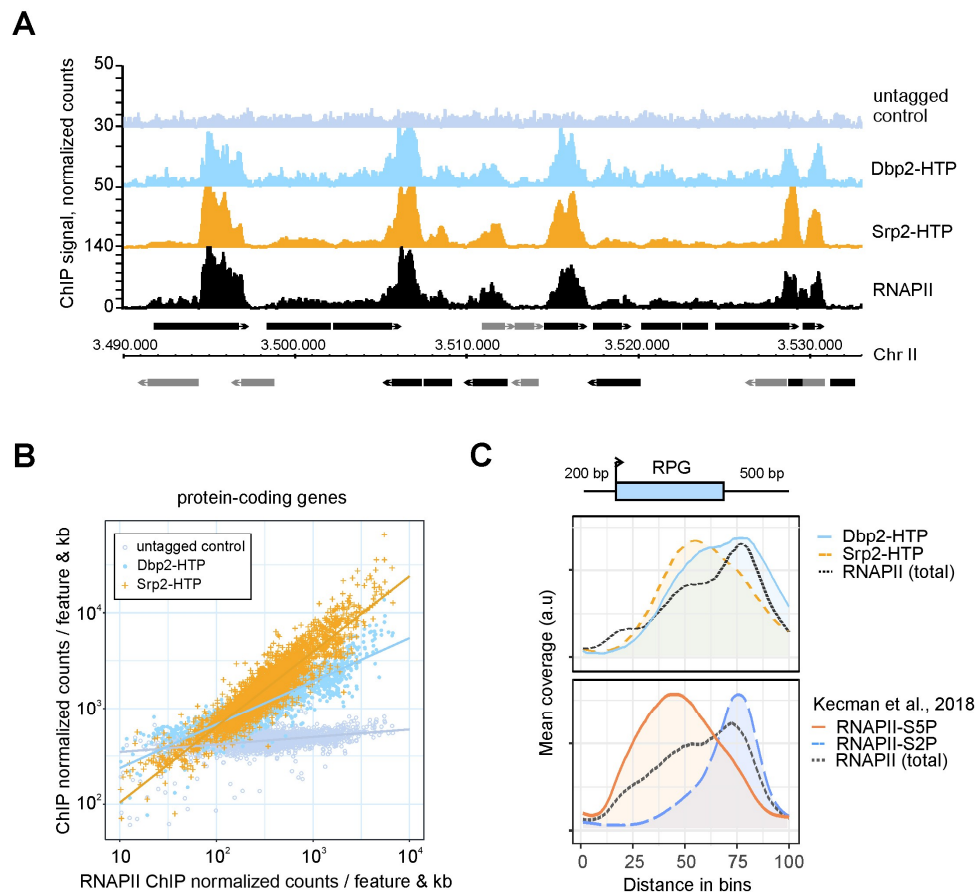 A
ChIP signal, normalized counts
50
30
50
140
0
untagged
control
Dbp2-HTP
Srp2-HTP
RNAPII
3.490.000
3.500.000
3.510.000
3.520.000
3.530.000
Chr II
B
protein-coding genes
untagged control
Dbp2-HTP
Srp2-HTP
ChIP normalized counts / feature & kb
10⁴
10³
10²
10
10²
10³
10⁴
RNAPII ChIP normalized counts / feature & kb
C
200 bp
RPG
500 bp
Dbp2-HTP
Srp2-HTP
RNAPII (total)
Mean coverage (a.u)
Kecman et al., 2018
RNAPII-S5P
RNAPII-S2P
RNAPII (total)
0
25
50
75
100
Distance in bins